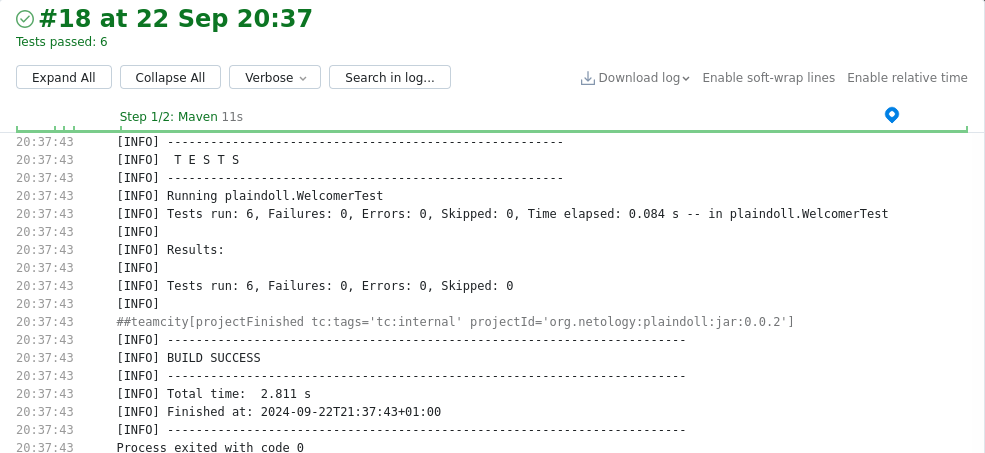 #18 at 22 Sep 20:37
Tests passed: 6
Expand All Collapse All Verbose Search in log... Download log Enable soft-wrap lines Enable relative time
Step 1/2: Maven 11s
20:37:43 [INFO] -------------------------------------------------------
20:37:43 [INFO]  T E S T S
20:37:43 [INFO] -------------------------------------------------------
20:37:43 [INFO] Running plaindoll.WelcomerTest
20:37:43 [INFO] Tests run: 6, Failures: 0, Errors: 0, Skipped: 0, Time elapsed: 0.084 s -- in plaindoll.WelcomerTest
20:37:43 [INFO]
20:37:43 [INFO] Results:
20:37:43 [INFO]
20:37:43 [INFO] Tests run: 6, Failures: 0, Errors: 0, Skipped: 0
20:37:43 [INFO]
20:37:43 ##teamcity[projectFinished tc:tags='tc:internal' projectId='org.netology:plaindoll:jar:0.0.2']
20:37:43 [INFO] ------------------------------------------------------------------------
20:37:43 [INFO] BUILD SUCCESS
20:37:43 [INFO] ------------------------------------------------------------------------
20:37:43 [INFO] Total time:  2.811 s
20:37:43 [INFO] Finished at: 2024-09-22T21:37:43+01:00
20:37:43 [INFO] ------------------------------------------------------------------------
20:37:43 Process exited with code 0